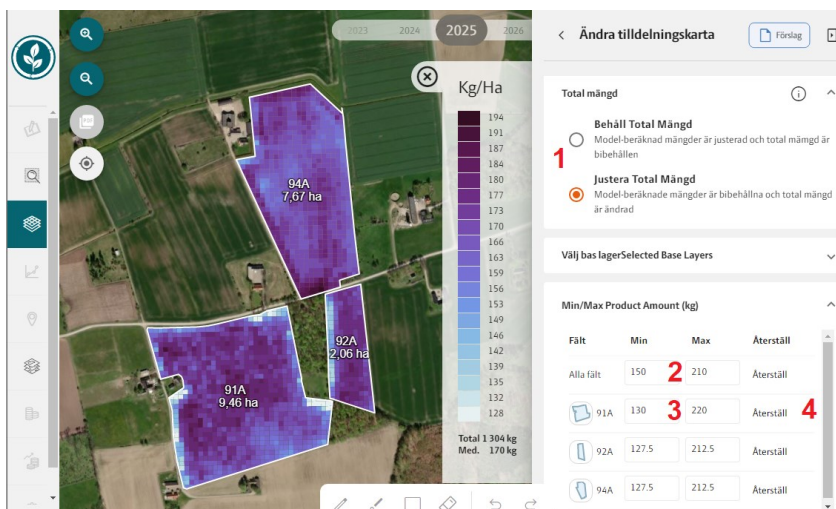 2023 2024 2025 2026
Kg/Ha
194
191
187
184
180
177
173
170
166
163
159
156
153
149
146
142
139
135
132
128
Total 1 304 kg
Med. 170 kg
94A
7,67 ha
92A
2,06 ha
91A
9,46 ha
PDF
Ändra tilldelningskarta
Förslag
Total mängd
1
Behåll Total Mängd
Model-beräknad mängder är justerad och total mämgd är
bibehållen
Justera Total Mängd
Model-beräknade mängder är bibehållna och total mängd
är ändrad
Välj bas lagerSelected Base Layers
Min/Max Product Amount (kg)
Fält Min Max Återställ
Alla fält 150 2 210 Återställ
91A 130 3 220 Återställ 4
92A 127.5 212.5 Återställ
94A 127.5 212.5 Återställ